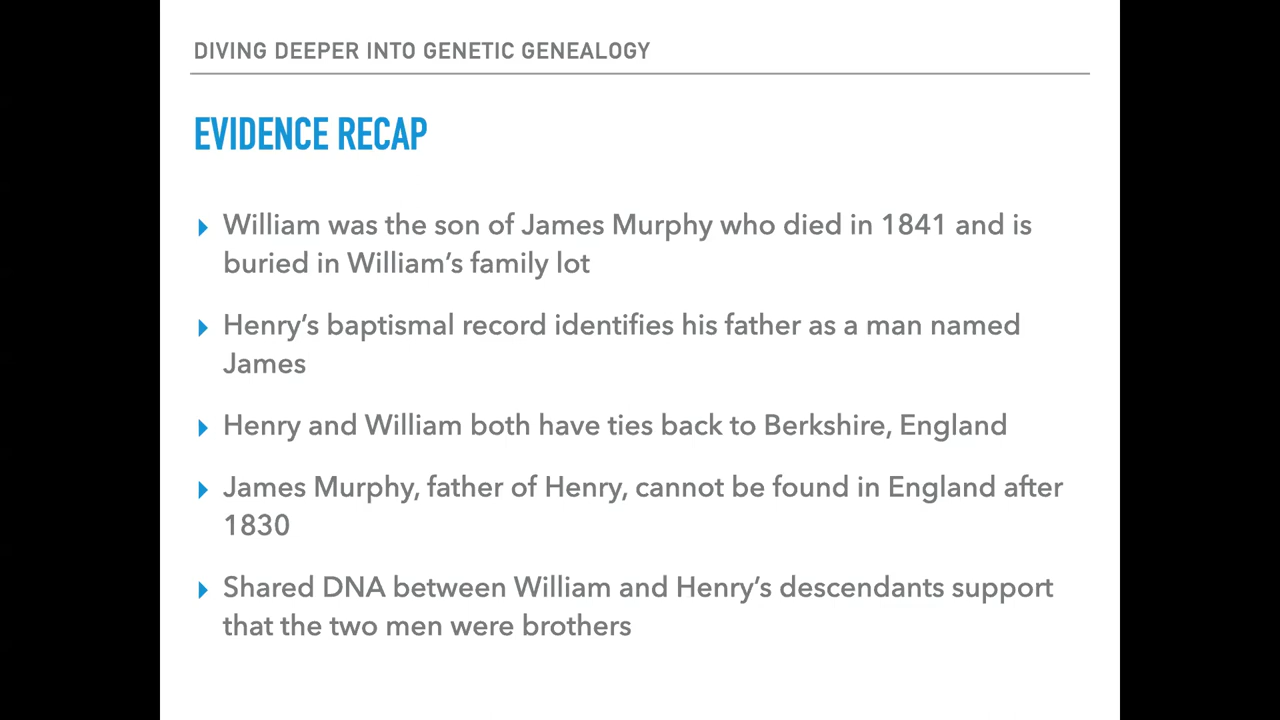 DIVING DEEPER INTO GENETIC GENEALOGY
EVIDENCE RECAP
William was the son of James Murphy who died in 1841 and is
buried in William’s family lot
Henry’s baptismal record identifies his father as a man named
James
Henry and William both have ties back to Berkshire, England
James Murphy, father of Henry, cannot be found in England after
1830
Shared DNA between William and Henry’s descendants support
that the two men were brothers